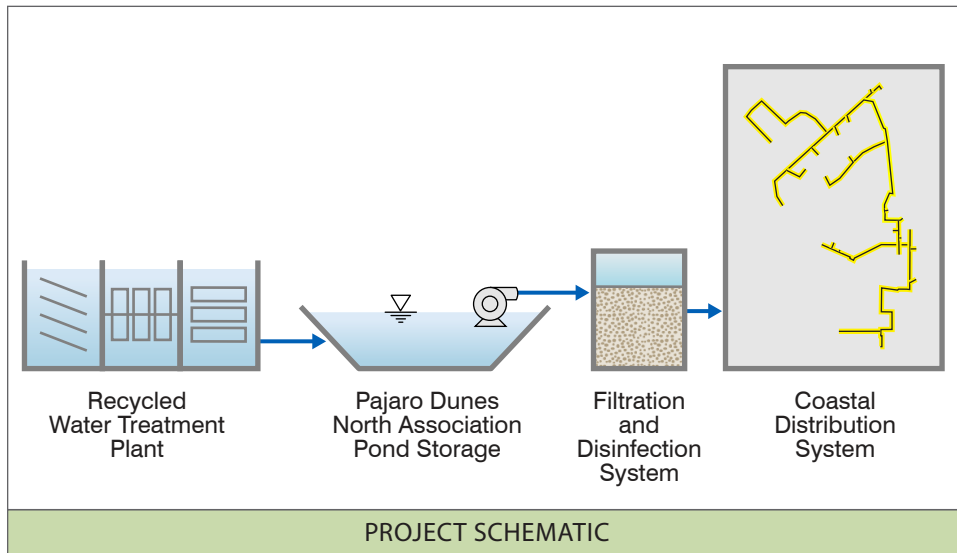 Recycled
Water Treatment
Plant
Pajaro Dunes
North Association
Pond Storage
Filtration
and
Disinfection
System
Coastal
Distribution
System
PROJECT SCHEMATIC